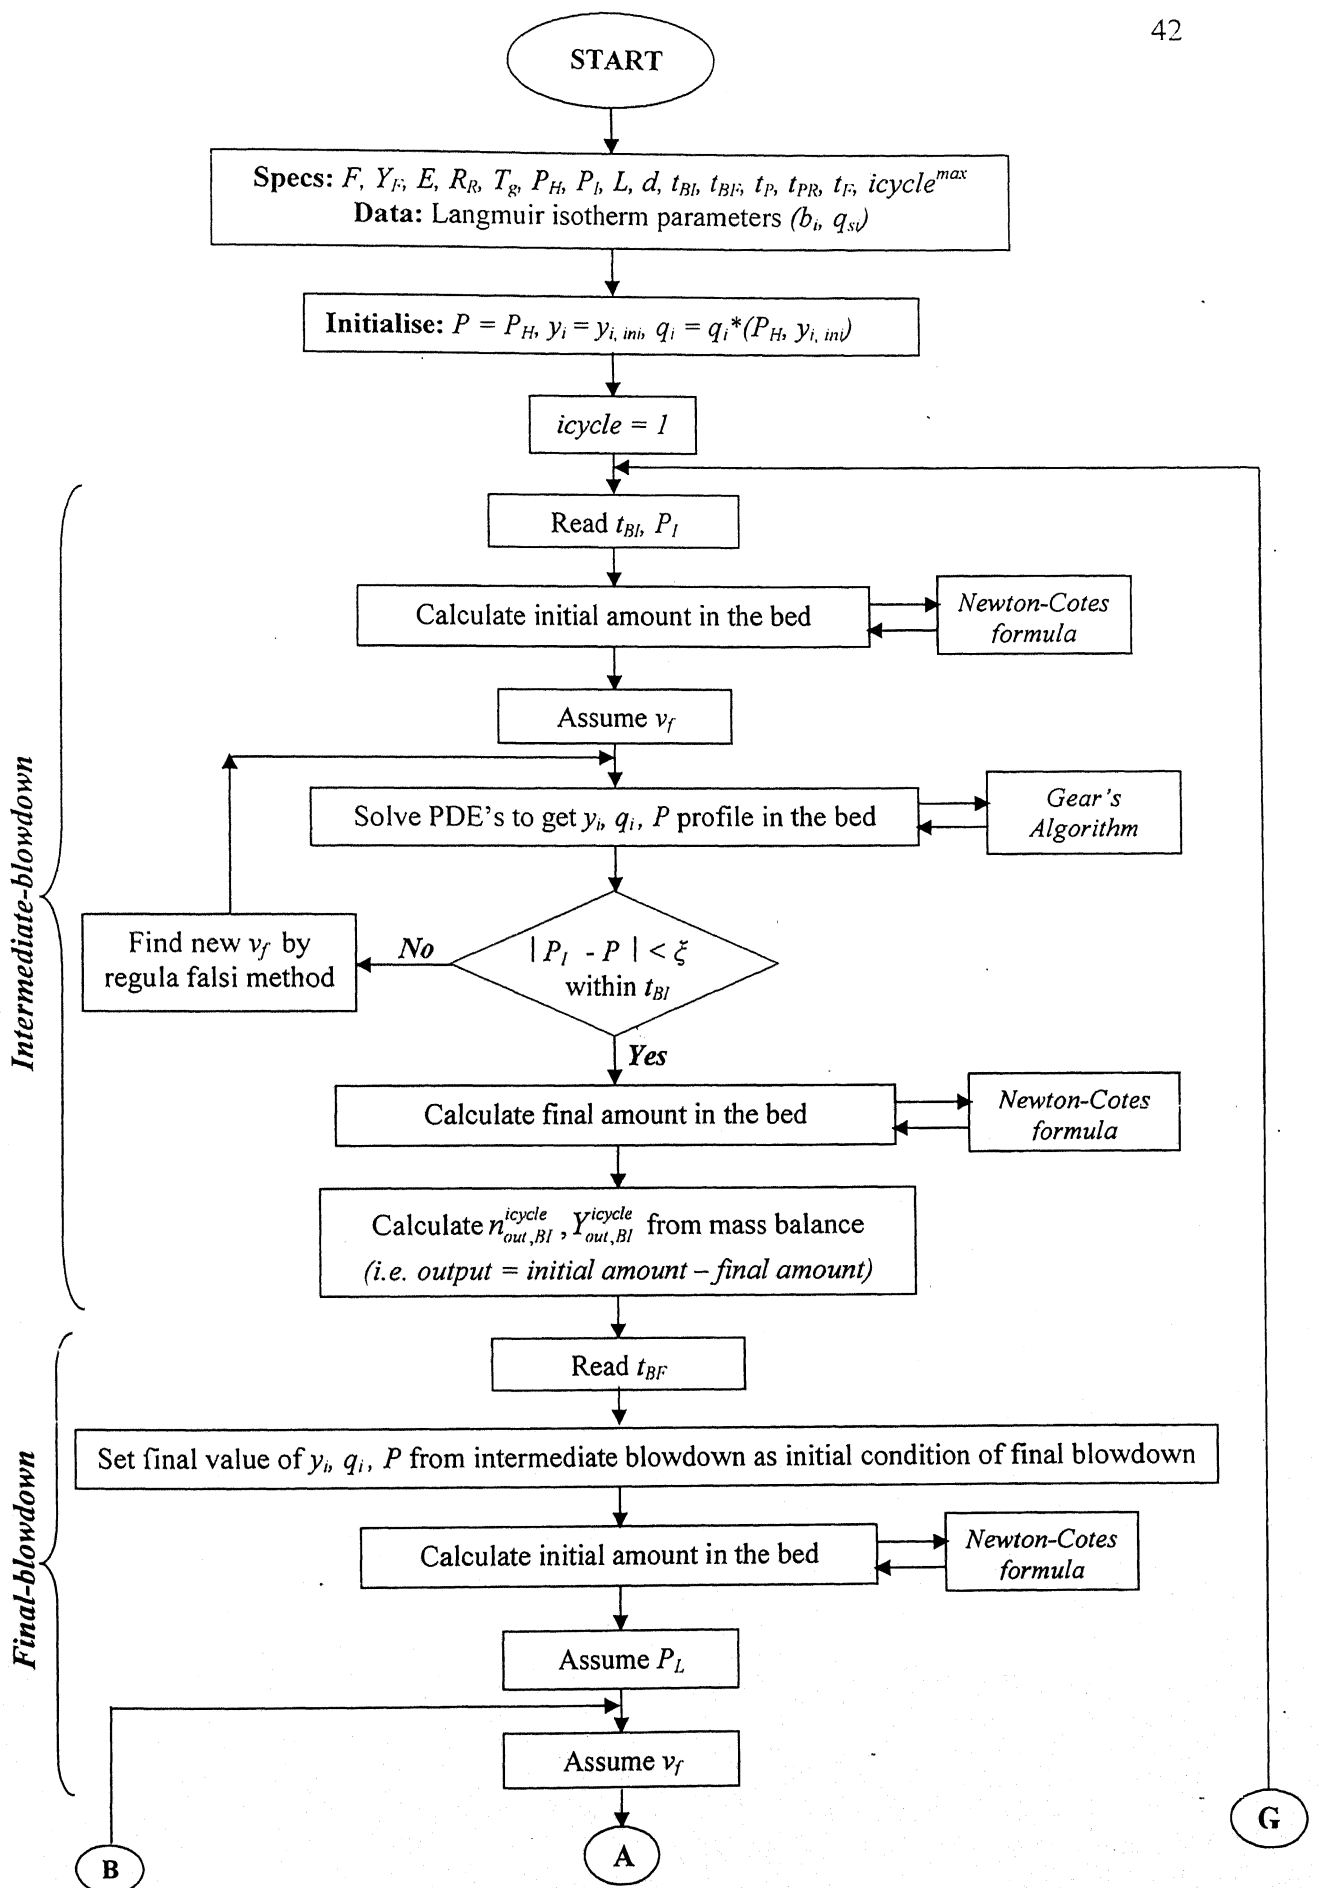 42
START
Specs: F, Y_F, E, R_R, T_g, P_H, P_I, L, d, t_BI, t_BF, t_P, t_PR, t_F, icycle^max
Data: Langmuir isotherm parameters (b_i, q_si)
Initialise: P = P_H, y_i = y_i, ini, q_i = q_i*(P_H, y_i, ini)
icycle = 1
Read t_BI, P_I
Calculate initial amount in the bed
Newton-Cotes
formula
Assume v_f
Solve PDE's to get y_i, q_i, P profile in the bed
Gear's
Algorithm
Intermediate-blowdown
Find new v_f by
regula falsi method
No
| P_I - P | < ξ
within t_BI
Yes
Calculate final amount in the bed
Newton-Cotes
formula
Calculate n_out,BI^icycle, Y_out,BI^icycle from mass balance
(i.e. output = initial amount – final amount)
Read t_BF
Set final value of y_i, q_i, P from intermediate blowdown as initial condition of final blowdown
Final-blowdown
Calculate initial amount in the bed
Newton-Cotes
formula
Assume P_L
Assume v_f
G
B
A